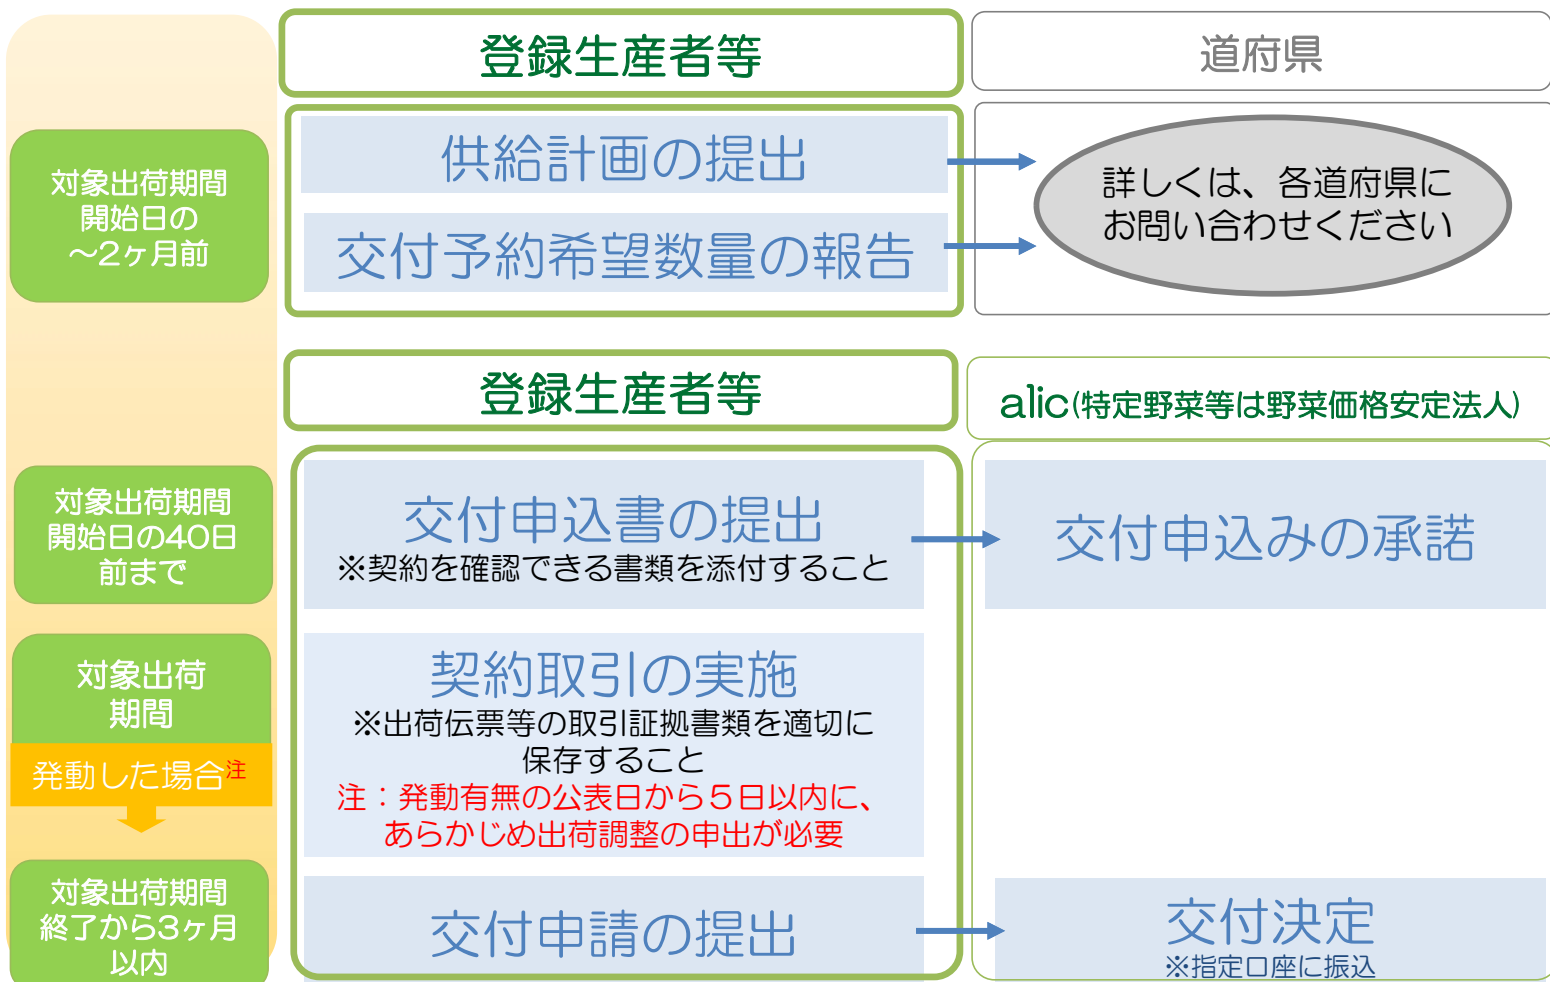 登録生産者等
道府県
対象出荷期間
開始日の
～2ヶ月前
供給計画の提出
交付予約希望数量の報告
詳しくは、各道府県に
お問い合わせください
登録生産者等
alic(特定野菜等は野菜価格安定法人)
対象出荷期間
開始日の40日
前まで
交付申込書の提出
※契約を確認できる書類を添付すること
交付申込みの承諾
対象出荷
期間
発動した場合注
契約取引の実施
※出荷伝票等の取引証拠書類を適切に
保存すること
注：発動有無の公表日から５日以内に、
あらかじめ出荷調整の申出が必要
対象出荷期間
終了から3ヶ月
以内
交付申請の提出
交付決定
※指定口座に振込